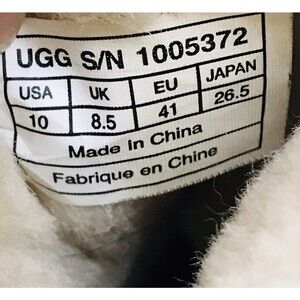 UGG S/N 1005372
USA UK EU JAPAN
10 8.5 41 26.5
Made in China
Fabrique en Chine